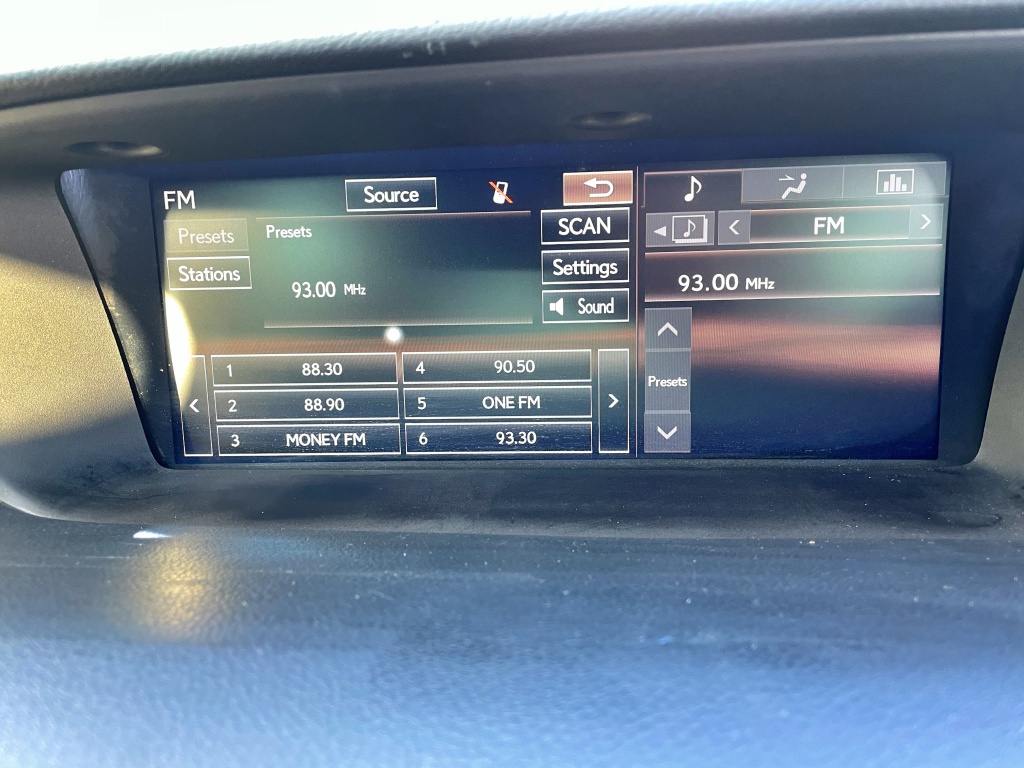 FM
Source
Presets
Presets
SCAN
Stations
Settings
93.00 MHz
Sound
1 88.30
4 90.50
2 88.90
5 ONE FM
3 MONEY FM
6 93.30
FM
93.00 MHz
Presets